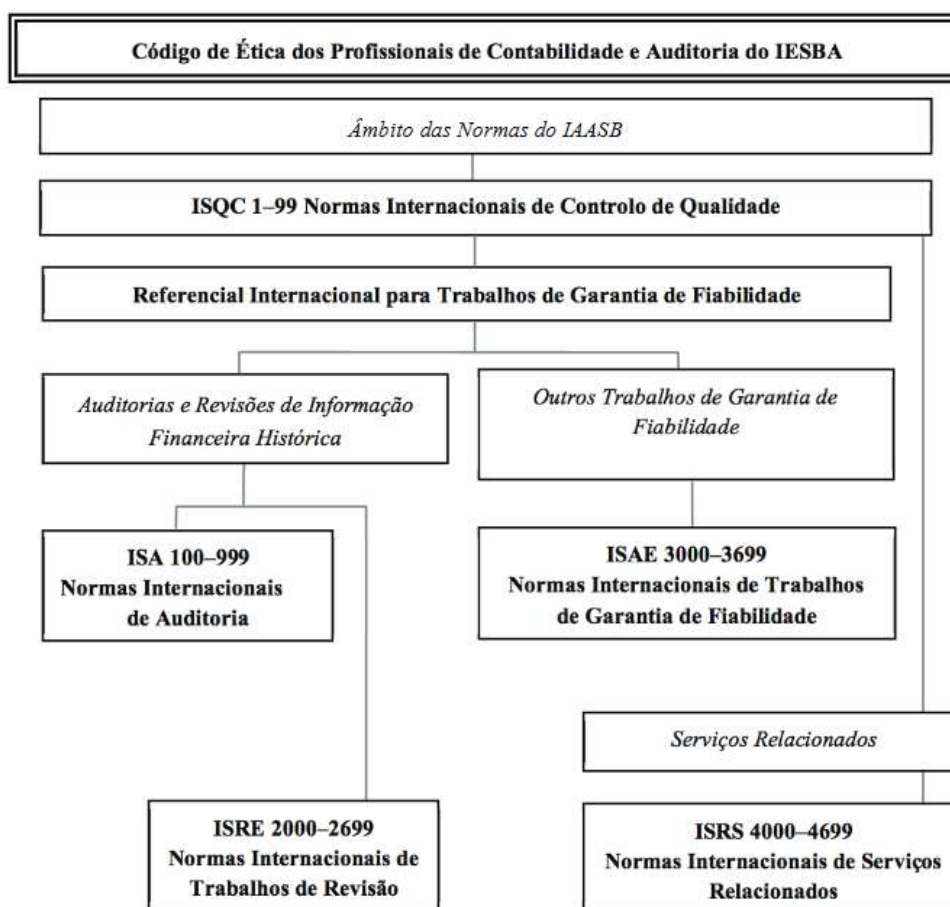 Código de Ética dos Profissionais de Contabilidade e Auditoria do IESBA
Âmbito das Normas do IAASB
ISQC 1–99 Normas Internacionais de Controlo de Qualidade
Referencial Internacional para Trabalhos de Garantia de Fiabilidade
Auditorias e Revisões de Informação
Financeira Histórica
Outros Trabalhos de Garantia de
Fiabilidade
ISA 100–999
Normas Internacionais
de Auditoria
ISAE 3000–3699
Normas Internacionais de Trabalhos
de Garantia de Fiabilidade
Serviços Relacionados
ISRE 2000–2699
Normas Internacionais de
Trabalhos de Revisão
ISRS 4000–4699
Normas Internacionais de Serviços
Relacionados